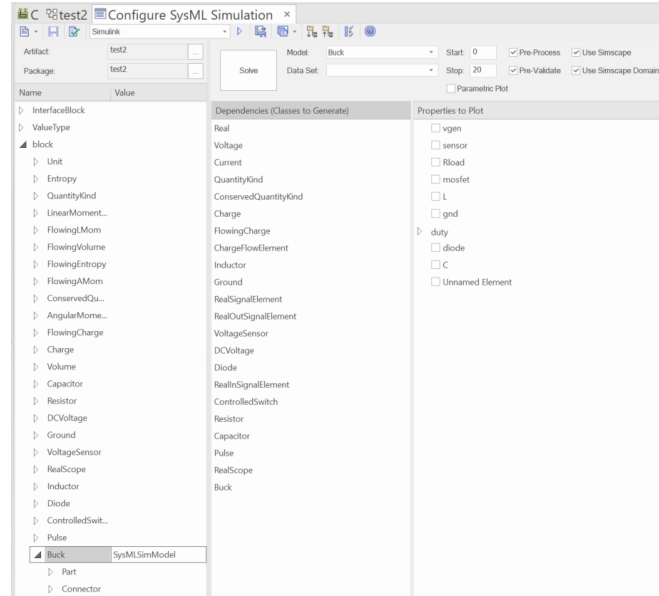 C test2 Configure SysML Simulation ×
Simulink
Artifact: test2 ...
Package: test2 ...
Solve
Model: Buck
Data Set:
Start: 0
Stop: 20
Pre-Process
Pre-Validate
Use Simscape
Use Simscape Domain
Parametric Plot
Name Value
InterfaceBlock
ValueType
block
Unit
Entropy
QuantityKind
LinearMoment...
FlowingLMom
FlowingVolume
FlowingEntropy
FlowingAMom
ConservedQu...
AngularMome...
FlowingCharge
Charge
Volume
Capacitor
Resistor
DCVoltage
Ground
VoltageSensor
RealScope
Inductor
Diode
ControlledSwit...
Pulse
Buck SysMLSimModel
Part
Connector
Dependencies (Classes to Generate)
Real
Voltage
Current
QuantityKind
ConservedQuantityKind
Charge
FlowingCharge
ChargeFlowElement
Inductor
Ground
RealSignalElement
RealOutSignalElement
VoltageSensor
DCVoltage
Diode
RealInSignalElement
ControlledSwitch
Resistor
Capacitor
Pulse
RealScope
Buck
Properties to Plot
vgen
sensor
Rload
mosfet
L
gnd
duty
diode
C
Unnamed Element